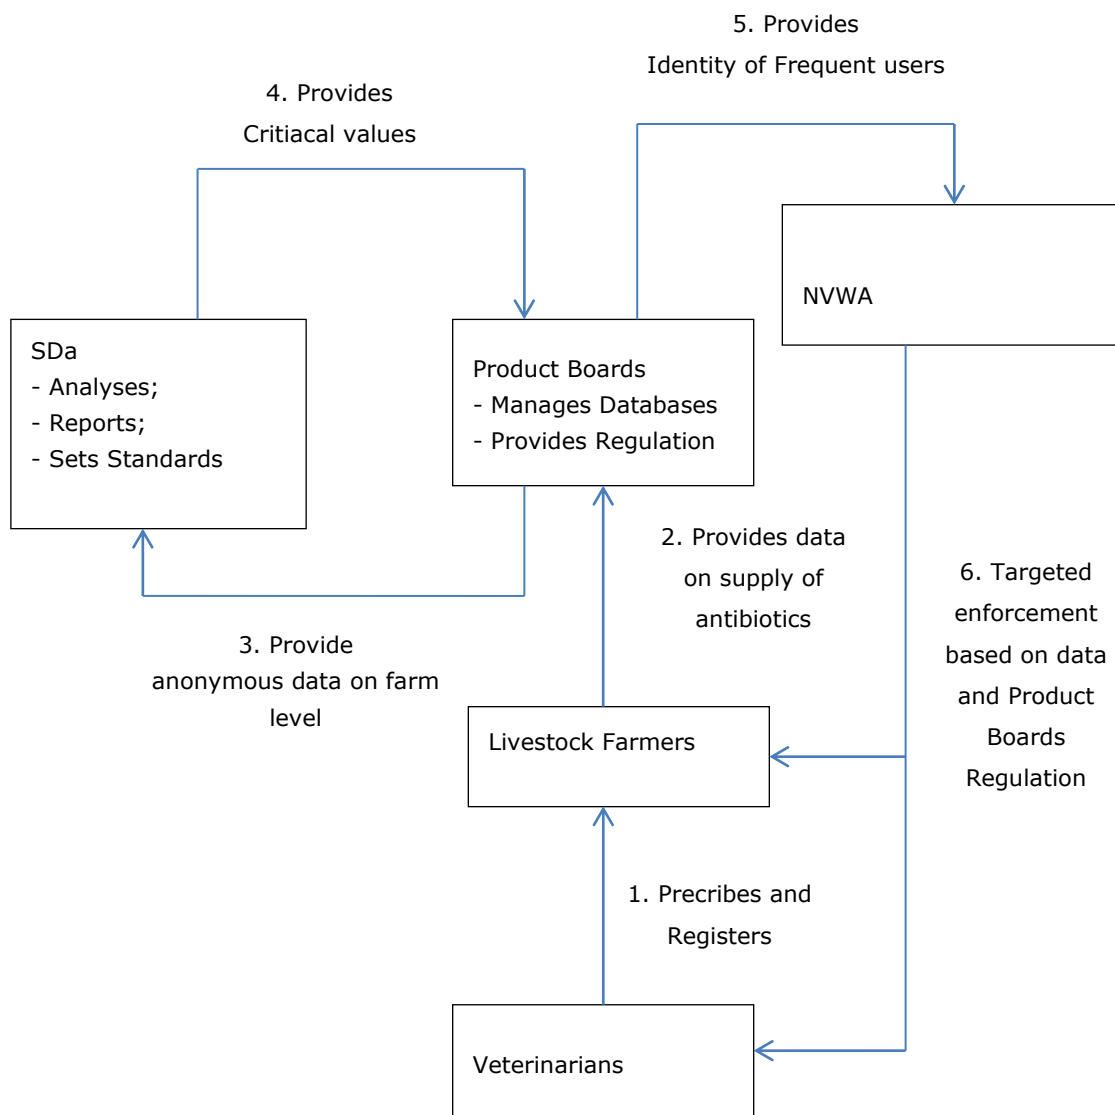 5. Provides
Identity of Frequent users
4. Provides
Critiacal values
NVWA
SDa
- Analyses;
- Reports;
- Sets Standards
Product Boards
- Manages Databases
- Provides Regulation
2. Provides data
on supply of
antibiotics
6. Targeted
enforcement
based on data
and Product
Boards
Regulation
3. Provide
anonymous data on farm
level
Livestock Farmers
1. Precribes and
Registers
Veterinarians